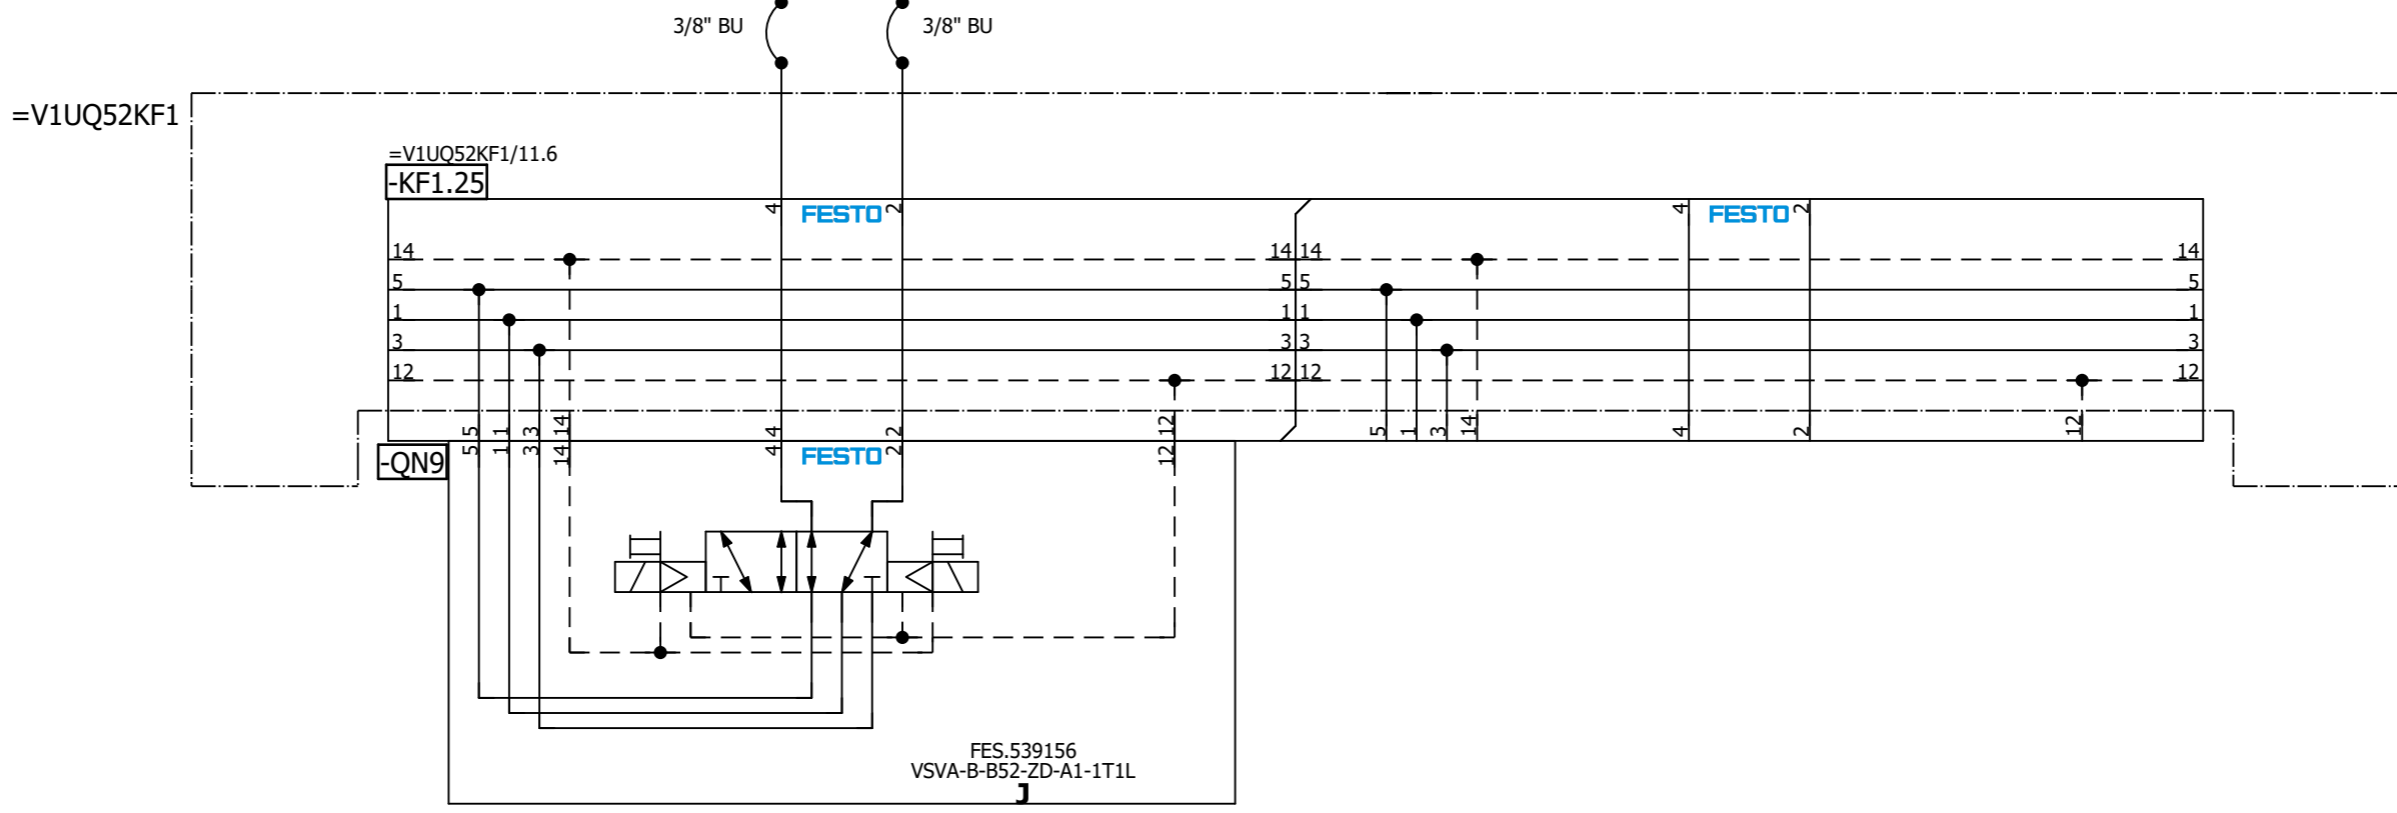 3/8" BU 3/8" BU
=V1UQ52KF1
=V1UQ52KF1/11.6
-KF1.25
4 FESTO 2 4 FESTO 2
14 14 14 14
5 5 5 5
1 1 1 1
3 3 3 3
12 12 12 12
5 1 3 14 4 2 12 5 1 3 14 4 2 12
-QN9
5 1 3 14 4 FESTO 2 12
FES.539156
VSVA-B-B52-ZD-A1-1T1L
J